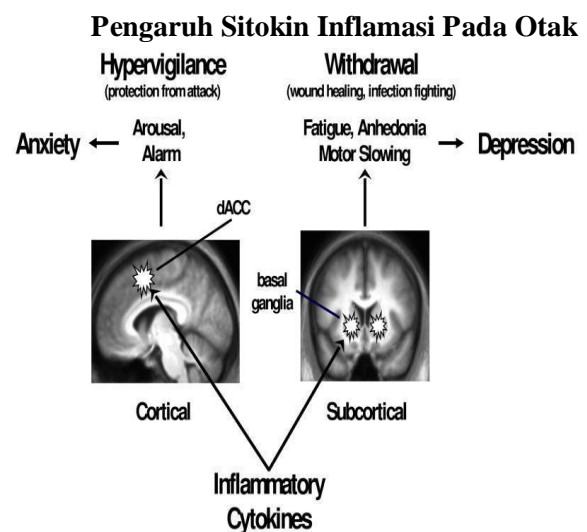 Pengaruh Sitokin Inflamasi Pada Otak
Hypervigilance
(protection from attack)
Withdrawal
(wound healing, infection fighting)
Anxiety
Arousal,
Alarm
Fatigue, Anhedonia
Motor Slowing
Depression
dACC
basal
ganglia
Cortical
Subcortical
Inflammatory
Cytokines